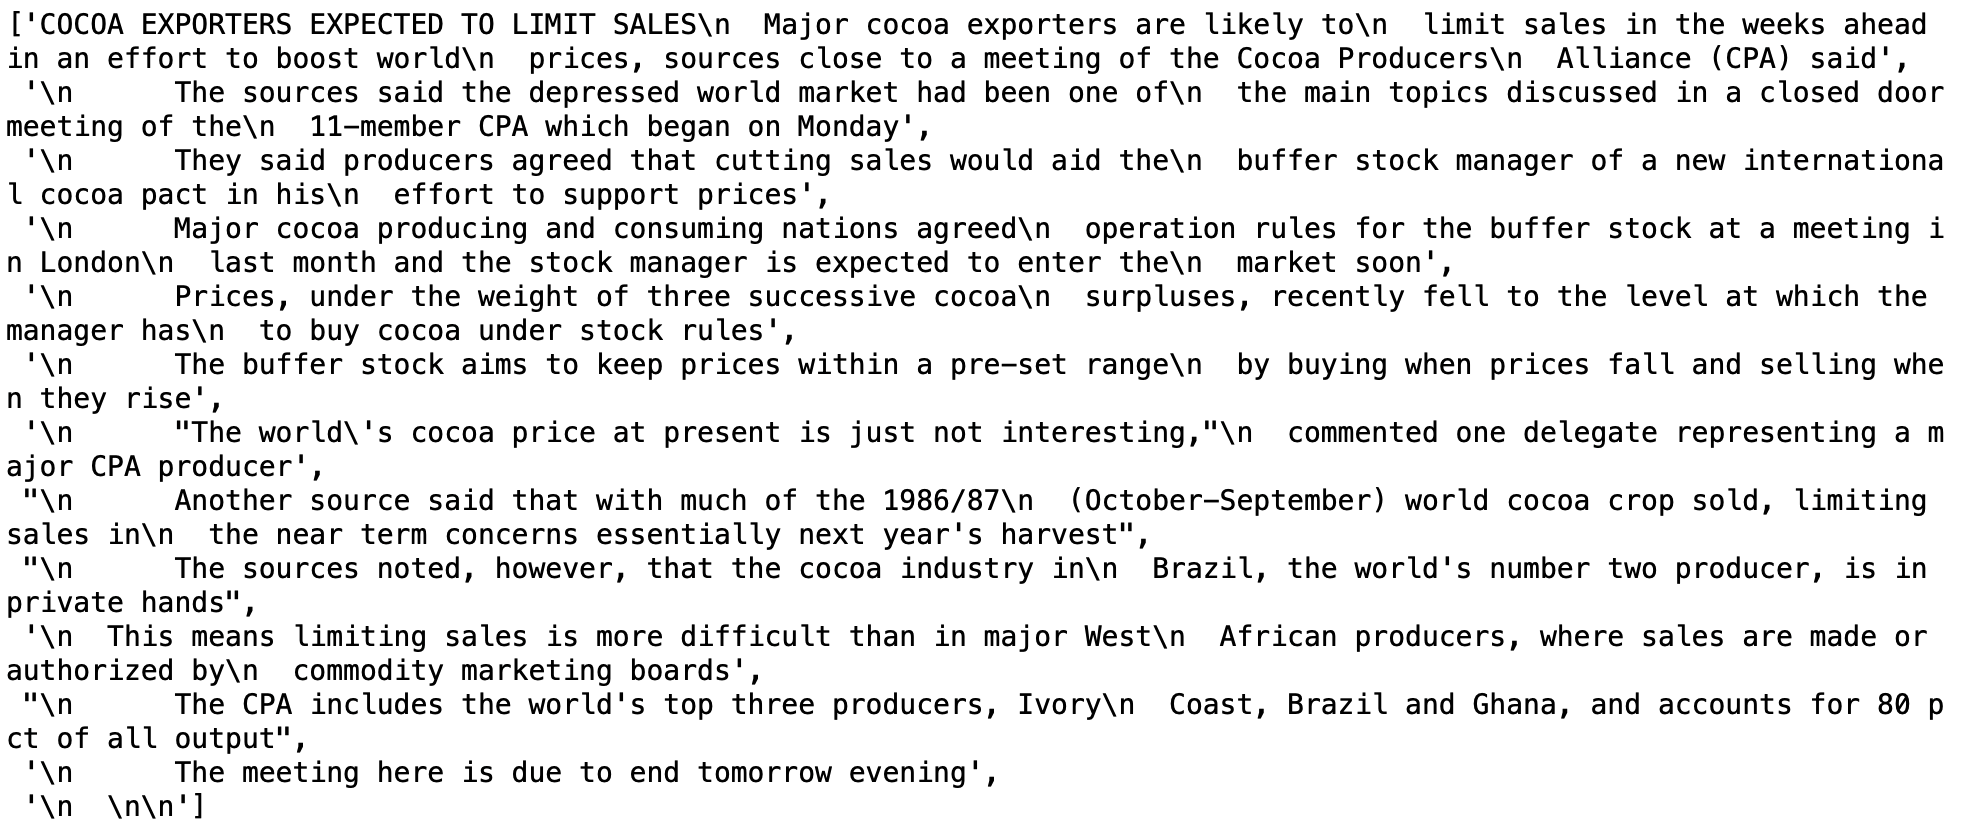 ['COCOA EXPORTERS EXPECTED TO LIMIT SALES\n  Major cocoa exporters are likely to\n  limit sales in the weeks ahead
in an effort to boost world\n  prices, sources close to a meeting of the Cocoa Producers\n  Alliance (CPA) said',
 '\n      The sources said the depressed world market had been one of\n  the main topics discussed in a closed door
meeting of the\n  11-member CPA which began on Monday',
 '\n      They said producers agreed that cutting sales would aid the\n  buffer stock manager of a new internationa
l cocoa pact in his\n  effort to support prices',
 '\n      Major cocoa producing and consuming nations agreed\n  operation rules for the buffer stock at a meeting i
n London\n  last month and the stock manager is expected to enter the\n  market soon',
 '\n      Prices, under the weight of three successive cocoa\n  surpluses, recently fell to the level at which the
manager has\n  to buy cocoa under stock rules',
 '\n      The buffer stock aims to keep prices within a pre-set range\n  by buying when prices fall and selling whe
n they rise',
 '\n      "The world\'s cocoa price at present is just not interesting,"\n  commented one delegate representing a m
ajor CPA producer',
 "\n      Another source said that with much of the 1986/87\n  (October-September) world cocoa crop sold, limiting
sales in\n  the near term concerns essentially next year's harvest",
 "\n      The sources noted, however, that the cocoa industry in\n  Brazil, the world's number two producer, is in
private hands",
 '\n  This means limiting sales is more difficult than in major West\n  African producers, where sales are made or
authorized by\n  commodity marketing boards',
 "\n      The CPA includes the world's top three producers, Ivory\n  Coast, Brazil and Ghana, and accounts for 80 p
ct of all output",
 '\n      The meeting here is due to end tomorrow evening',
 '\n  \n\n']